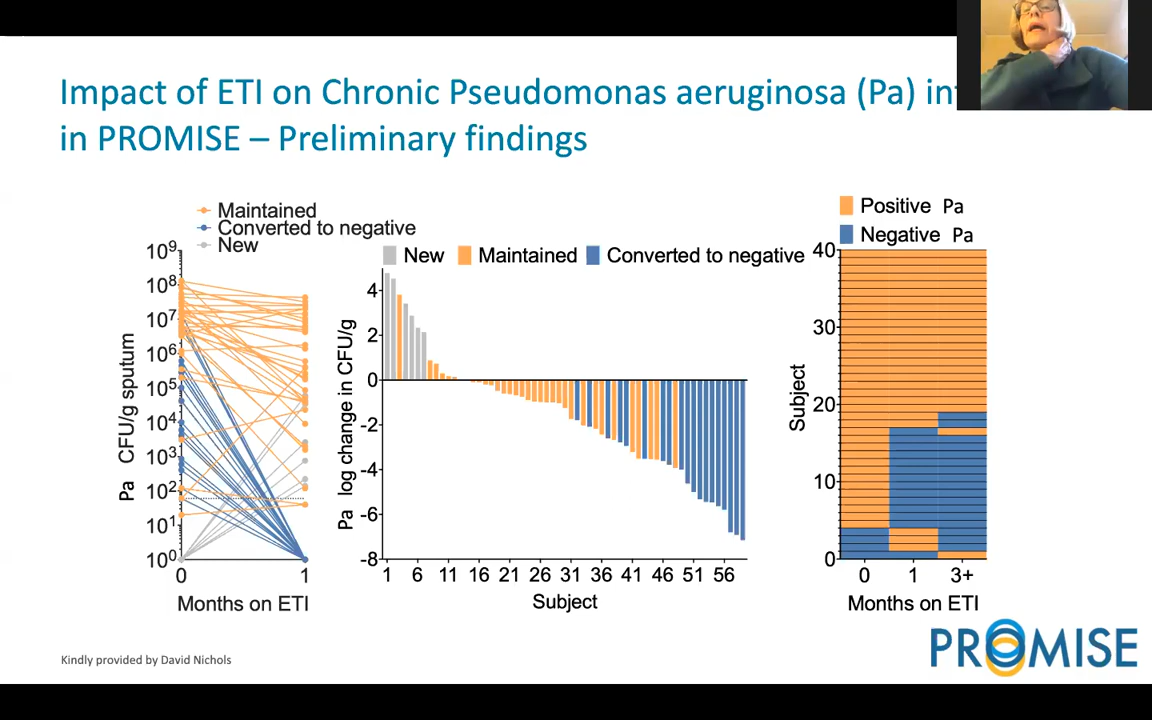 Impact of ETI on Chronic Pseudomonas aeruginosa (Pa)
in PROMISE – Preliminary findings
Maintained
Converted to negative
New
10^9
10^8
10^7
10^6
10^5
10^4
10^3
10^2
10^1
10^0
Pa CFU/g sputum
0 1
Months on ETI
New Maintained Converted to negative
4
2
0
-2
-4
-6
-8
Pa log change in CFU/g
1 6 11 16 21 26 31 36 41 46 51 56
Subject
Positive Pa
Negative Pa
40
30
20
10
0
Subject
0 1 3+
Months on ETI
Kindly provided by David Nichols
PROMISE